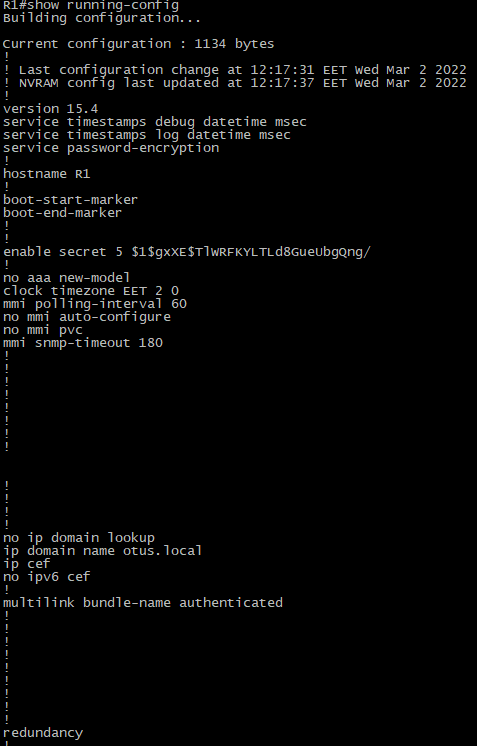 R1#show running-config
Building configuration...
Current configuration : 1134 bytes
!
! Last configuration change at 12:17:31 EET Wed Mar 2 2022
! NVRAM config last updated at 12:17:37 EET Wed Mar 2 2022
!
version 15.4
service timestamps debug datetime msec
service timestamps log datetime msec
service password-encryption
!
hostname R1
!
boot-start-marker
boot-end-marker
!
!
enable secret 5 $1$gxXE$TlWRFKYLTLd8GueUbgQng/
!
no aaa new-model
clock timezone EET 2 0
mmi polling-interval 60
no mmi auto-configure
no mmi pvc
mmi snmp-timeout 180
!
!
!
!
!
!
!
!
!
!
!
!
no ip domain lookup
ip domain name otus.local
ip cef
no ipv6 cef
!
multilink bundle-name authenticated
!
!
!
!
!
!
!
!
!
redundancy
!